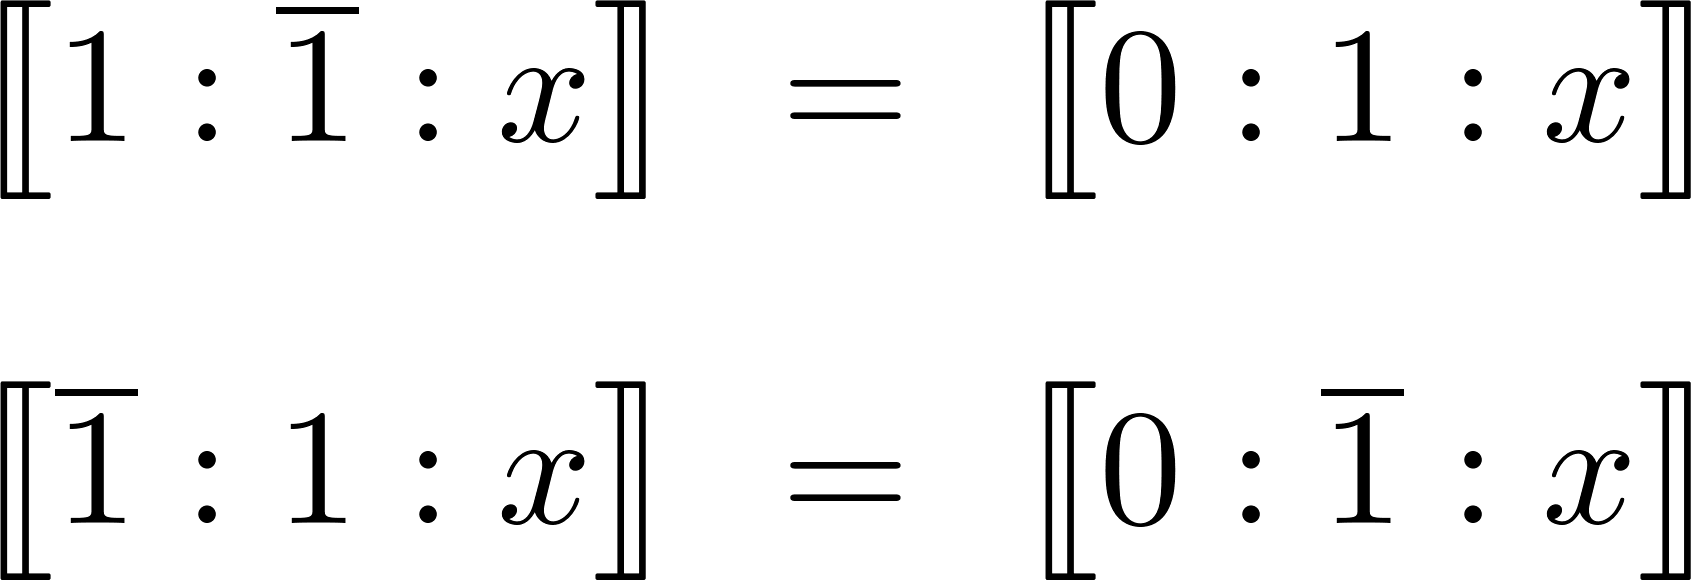 ⟦1 : 1̅ : x⟧ = ⟦0 : 1 : x⟧
⟦1̅ : 1 : x⟧ = ⟦0 : 1̅ : x⟧